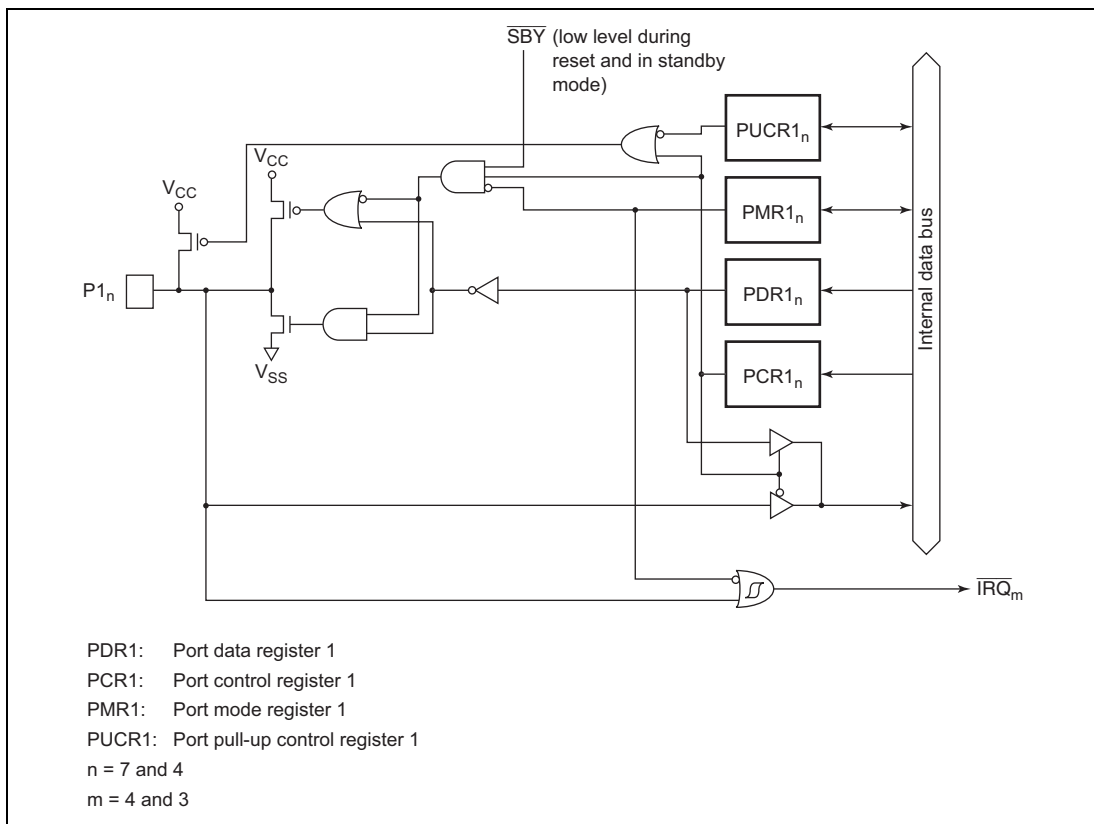 SBY (low level during
reset and in standby
mode)
PUCR1n
VCC
VCC
PMR1n
P1n
PDR1n
Internal data bus
VSS
PCR1n
IRQm
PDR1: Port data register 1
PCR1: Port control register 1
PMR1: Port mode register 1
PUCR1: Port pull-up control register 1
n = 7 and 4
m = 4 and 3